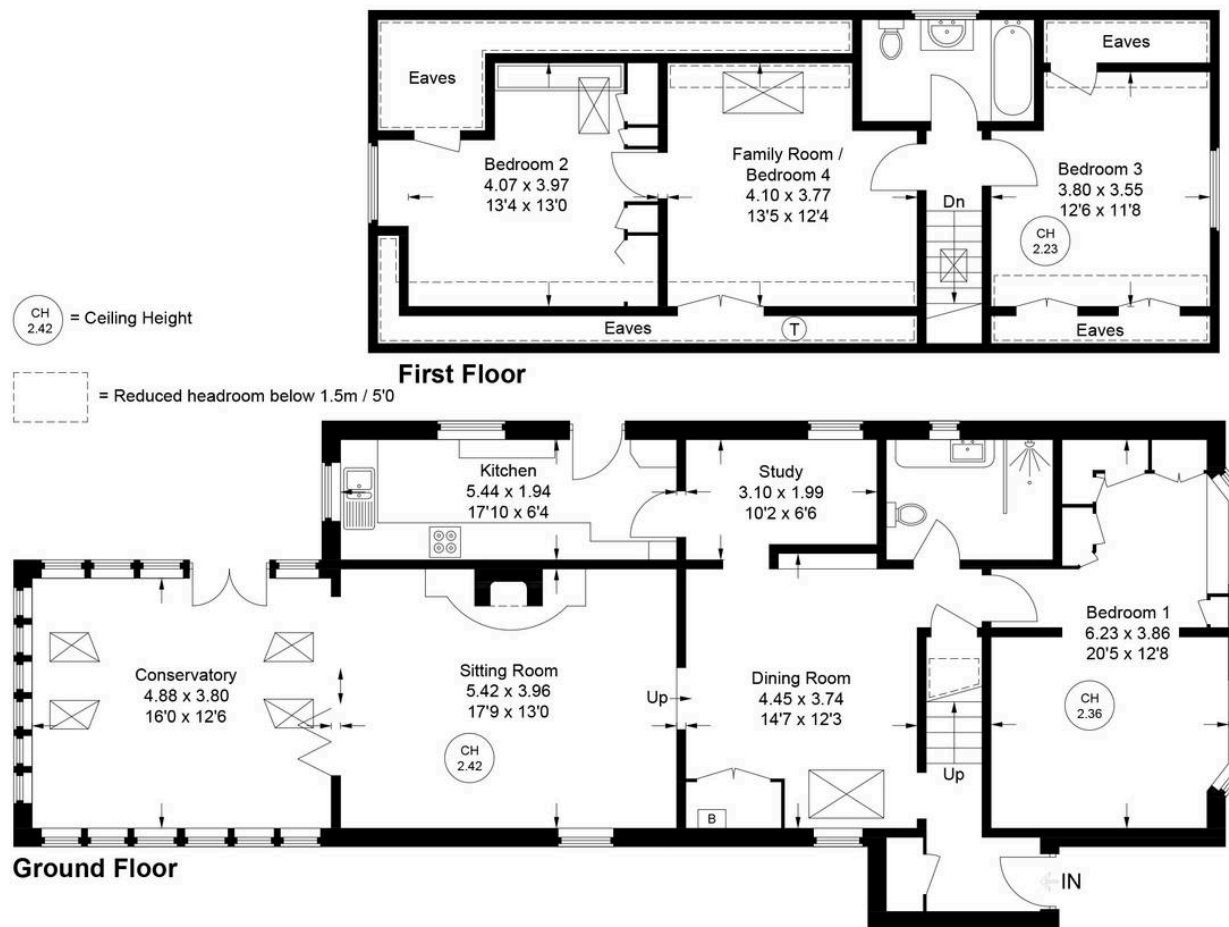 Eaves
Eaves
Bedroom 2
4.07 x 3.97
13'4 x 13'0
Family Room /
Bedroom 4
4.10 x 3.77
13'5 x 12'4
Dn
Bedroom 3
3.80 x 3.55
12'6 x 11'8
CH
2.23
Eaves
T
Eaves
First Floor
CH
2.42
= Ceiling Height
= Reduced headroom below 1.5m / 5'0
Kitchen
5.44 x 1.94
17'10 x 6'4
Study
3.10 x 1.99
10'2 x 6'6
Conservatory
4.88 x 3.80
16'0 x 12'6
Sitting Room
5.42 x 3.96
17'9 x 13'0
CH
2.42
Up
Dining Room
4.45 x 3.74
14'7 x 12'3
B
Up
Bedroom 1
6.23 x 3.86
20'5 x 12'8
CH
2.36
IN
Ground Floor